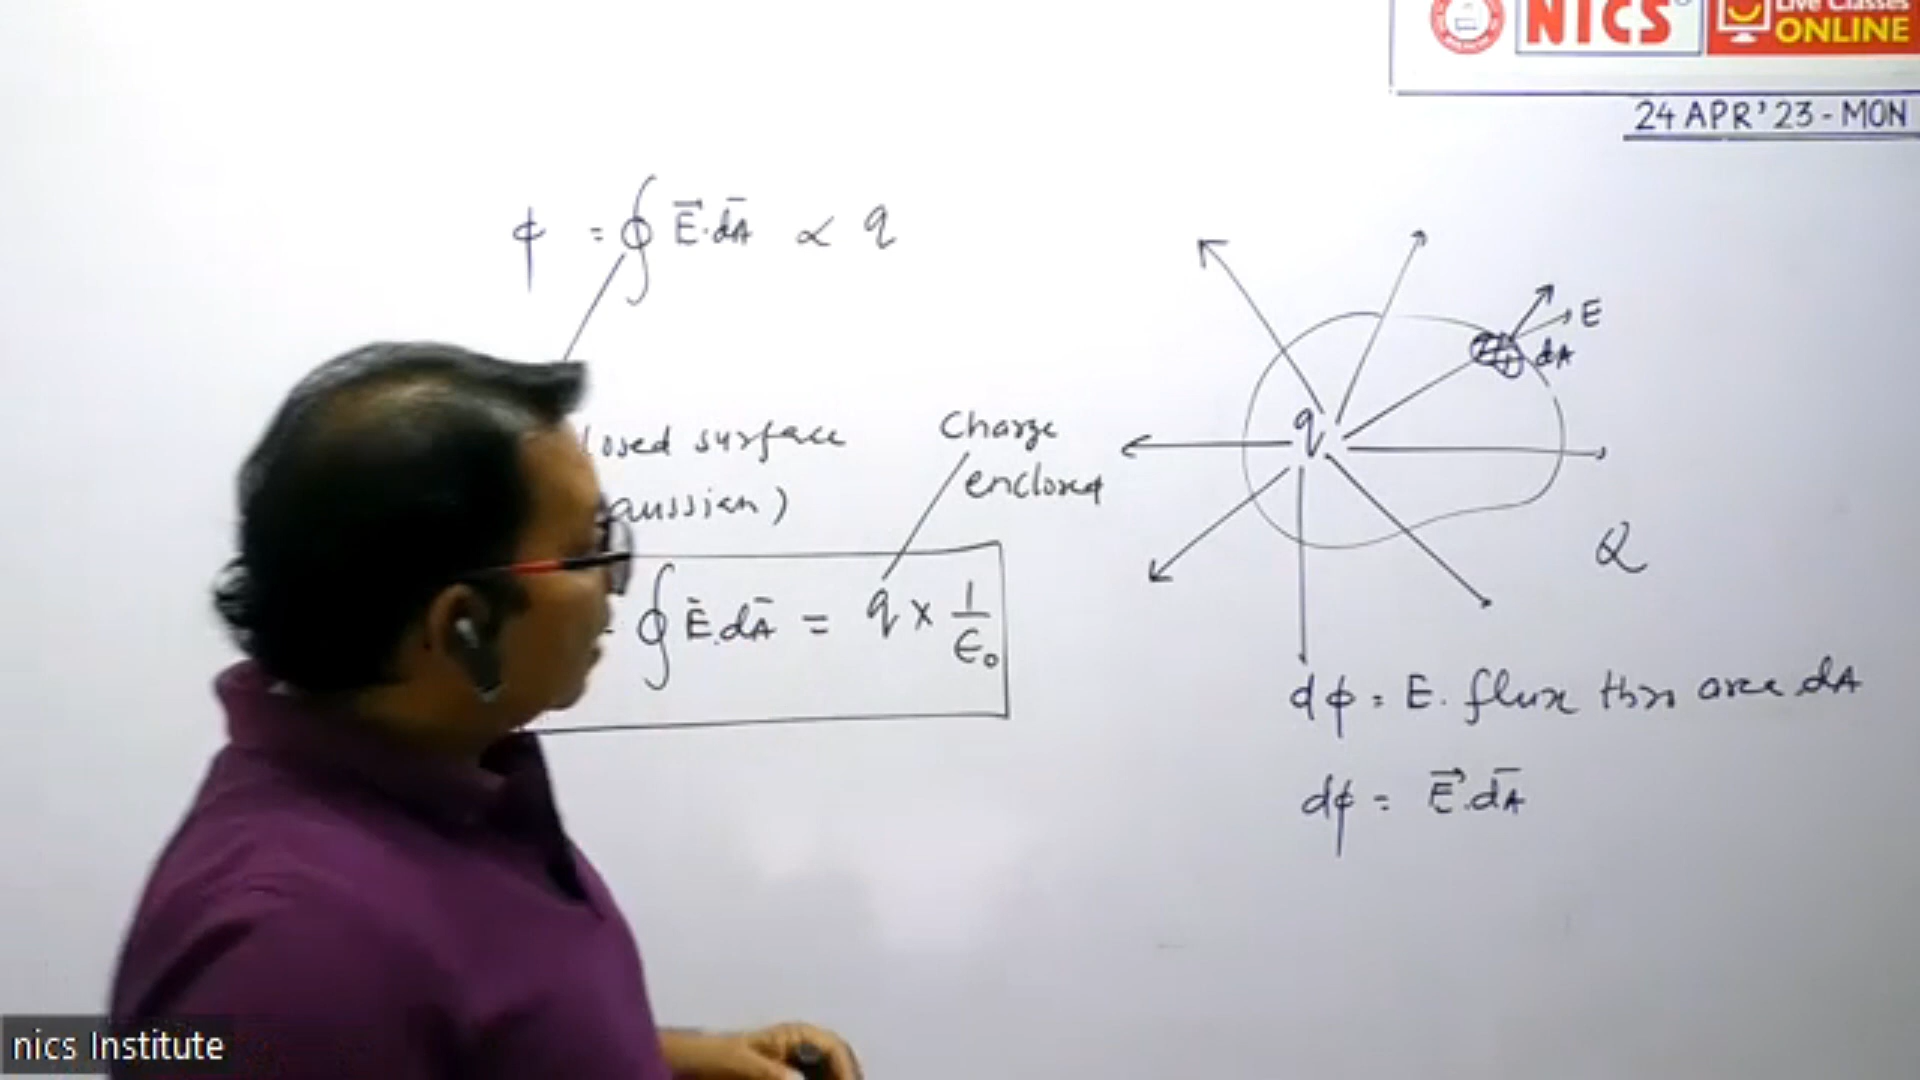 NICS
Live Classes
ONLINE
24 APR'23-MON
φ = ∮ E⃗.dA̅ ∝ q
losed surface
aussian)
Charge
enclosed
∮ E.dA̅ = q × 1/ε₀
E
dA
q
Q
dφ = E. flux thro area dA
dφ = E⃗.dA̅
nics Institute